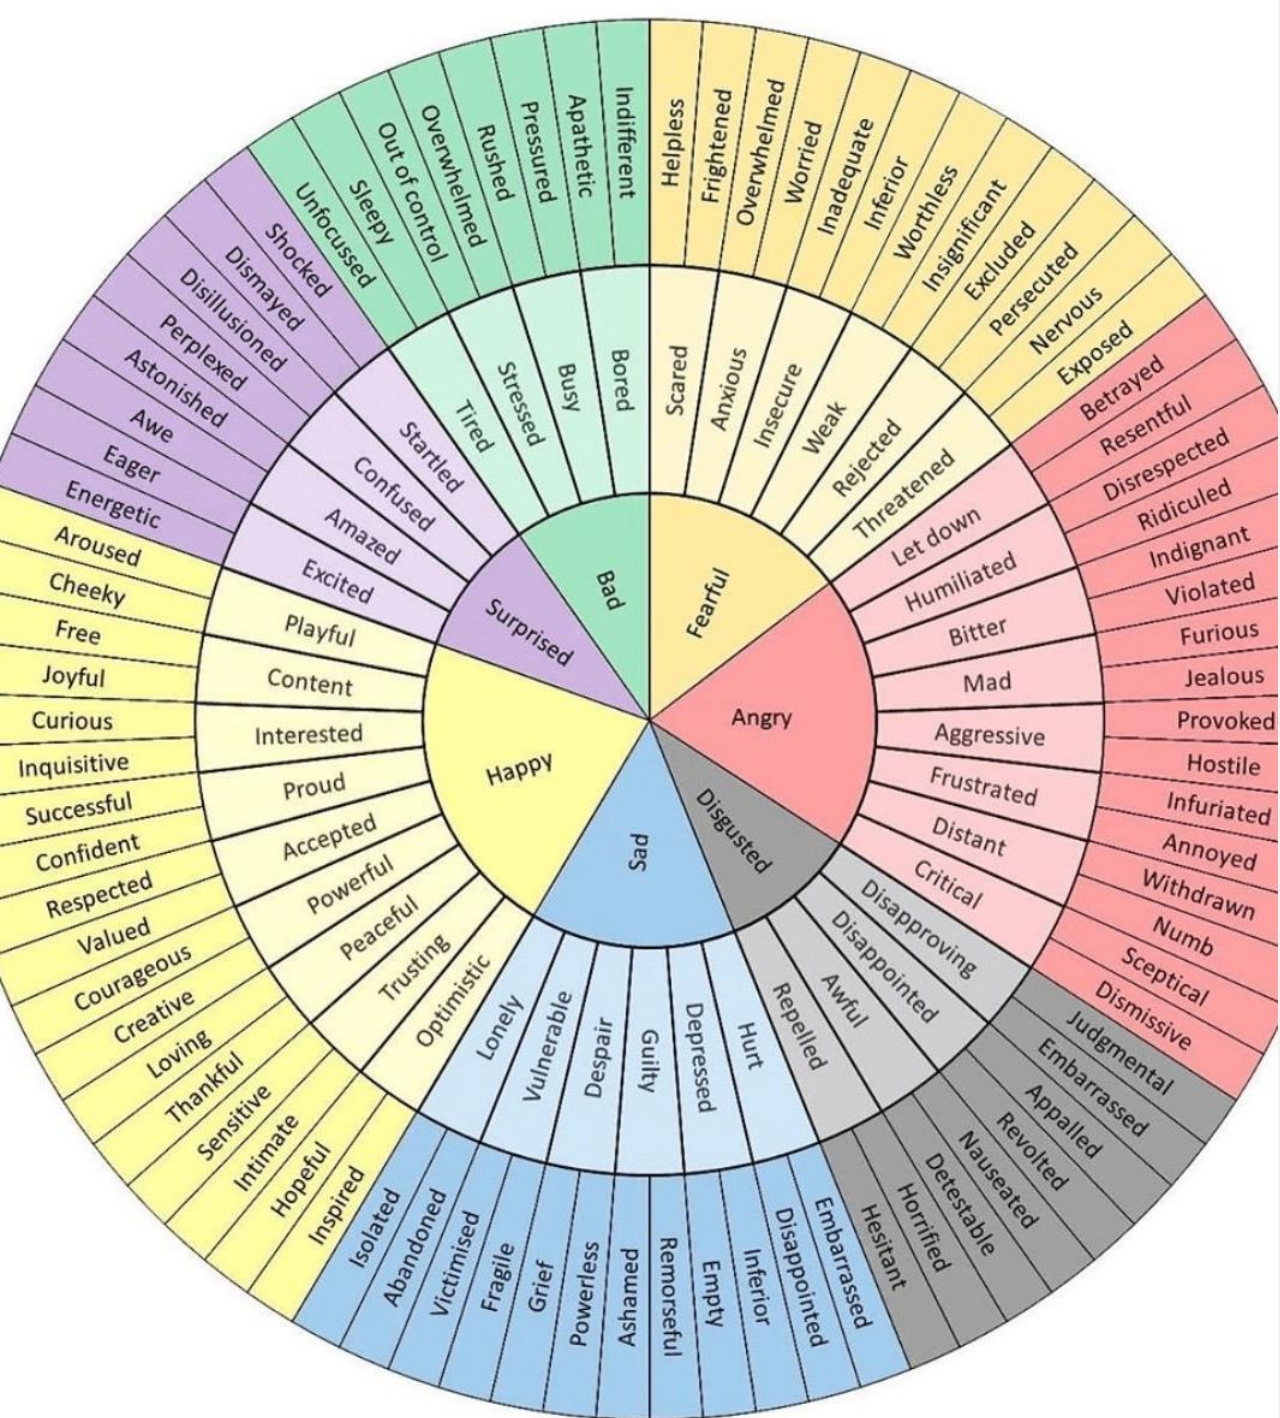 Bad
Fearful
Angry
Disgusted
Sad
Happy
Surprised
Bored
Scared
Anxious
Insecure
Weak
Rejected
Threatened
Let down
Humiliated
Bitter
Mad
Aggressive
Frustrated
Distant
Critical
Disapproving
Disappointed
Awful
Repelled
Hurt
Depressed
Guilty
Despair
Vulnerable
Lonely
Optimistic
Trusting
Peaceful
Powerful
Accepted
Proud
Interested
Content
Playful
Excited
Amazed
Confused
Startled
Tired
Stressed
Busy
Indifferent
Helpless
Frightened
Overwhelmed
Worried
Inadequate
Inferior
Worthless
Insignificant
Excluded
Persecuted
Nervous
Exposed
Betrayed
Resentful
Disrespected
Ridiculed
Indignant
Violated
Furious
Jealous
Provoked
Hostile
Infuriated
Annoyed
Withdrawn
Numb
Sceptical
Dismissive
Judgmental
Embarrassed
Appalled
Revolted
Nauseated
Detestable
Horrified
Hesitant
Embarrassed
Disappointed
Inferior
Empty
Remorseful
Ashamed
Powerless
Grief
Fragile
Victimised
Abandoned
Isolated
Inspired
Hopeful
Intimate
Sensitive
Thankful
Loving
Creative
Courageous
Valued
Respected
Confident
Successful
Inquisitive
Curious
Joyful
Free
Cheeky
Aroused
Energetic
Eager
Awe
Astonished
Perplexed
Disillusioned
Dismayed
Shocked
Unfocussed
Sleepy
Out of control
Overwhelmed
Rushed
Pressured
Apathetic